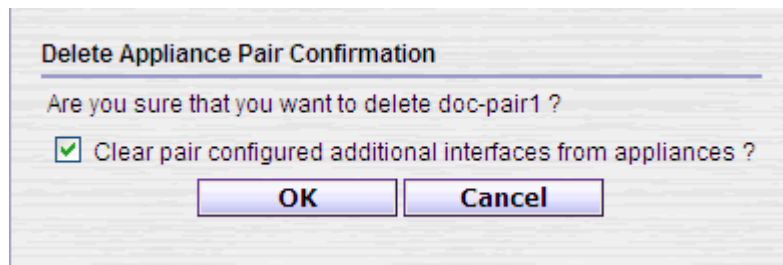 Delete Appliance Pair Confirmation
Are you sure that you want to delete doc-pair1 ?
Clear pair configured additional interfaces from appliances ?
OK Cancel